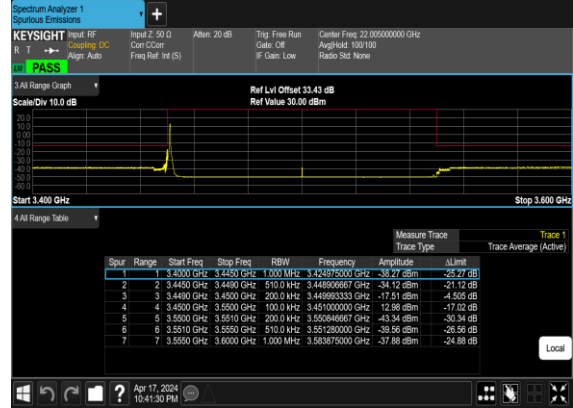 Spectrum Analyzer 1
Spurious Emissions
KEYSIGHT Input: RF Input Z: 50 Ω Atten: 20 dB Trig: Free Run Center Freq: 22.005000000 GHz
R T Coupling: DC Corr CCorr Gate: Off Avg|Hold: 100/100
Align: Auto Freq Ref: Int (S) IF Gain: Low Radio Std: None
PASS
3 All Range Graph
Ref Lvl Offset 33.43 dB
Scale/Div 10.0 dB Ref Value 30.00 dBm
20.0
10.0
0.00
-10.0
-20.0
-30.0
-40.0
-50.0
-60.0
Start 3.400 GHz Stop 3.600 GHz
4 All Range Table
Measure Trace Trace 1
Trace Type Trace Average (Active)
Spur Range Start Freq Stop Freq RBW Frequency Amplitude ΔLimit
1 1 3.4000 GHz 3.4450 GHz 1.000 MHz 3.424975000 GHz -38.27 dBm -25.27 dB
2 2 3.4450 GHz 3.4490 GHz 510.0 kHz 3.448906667 GHz -34.12 dBm -21.12 dB
3 3 3.4490 GHz 3.4500 GHz 200.0 kHz 3.449993333 GHz -17.51 dBm -4.505 dB
4 4 3.4500 GHz 3.5500 GHz 100.0 kHz 3.451000000 GHz 12.98 dBm -17.02 dB
5 5 3.5500 GHz 3.5510 GHz 200.0 kHz 3.550846667 GHz -43.34 dBm -30.34 dB
6 6 3.5510 GHz 3.5550 GHz 510.0 kHz 3.551280000 GHz -39.56 dBm -26.56 dB
7 7 3.5550 GHz 3.6000 GHz 1.000 MHz 3.583875000 GHz -37.88 dBm -24.88 dB
Local
Apr 17, 2024
10:41:30 PM